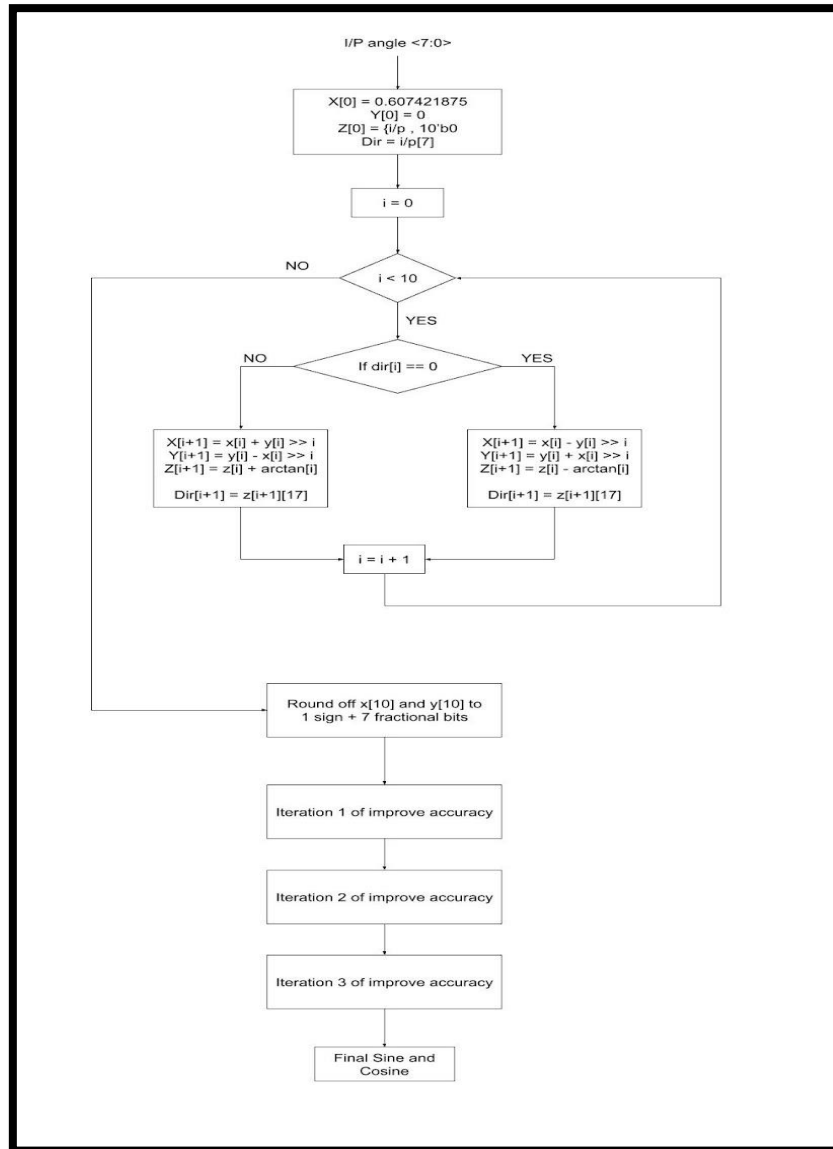 I/P angle <7:0>
X[0] = 0.607421875
Y[0] = 0
Z[0] = {i/p , 10'b0
Dir = i/p[7]
i = 0
NO
i < 10
YES
NO
If dir[i] == 0
YES
X[i+1] = x[i] + y[i] >> i
Y[i+1] = y[i] - x[i] >> i
Z[i+1] = z[i] + arctan[i]
Dir[i+1] = z[i+1][17]
X[i+1] = x[i] - y[i] >> i
Y[i+1] = y[i] + x[i] >> i
Z[i+1] = z[i] - arctan[i]
Dir[i+1] = z[i+1][17]
i = i + 1
Round off x[10] and y[10] to
1 sign + 7 fractional bits
Iteration 1 of improve accuracy
Iteration 2 of improve accuracy
Iteration 3 of improve accuracy
Final Sine and
Cosine